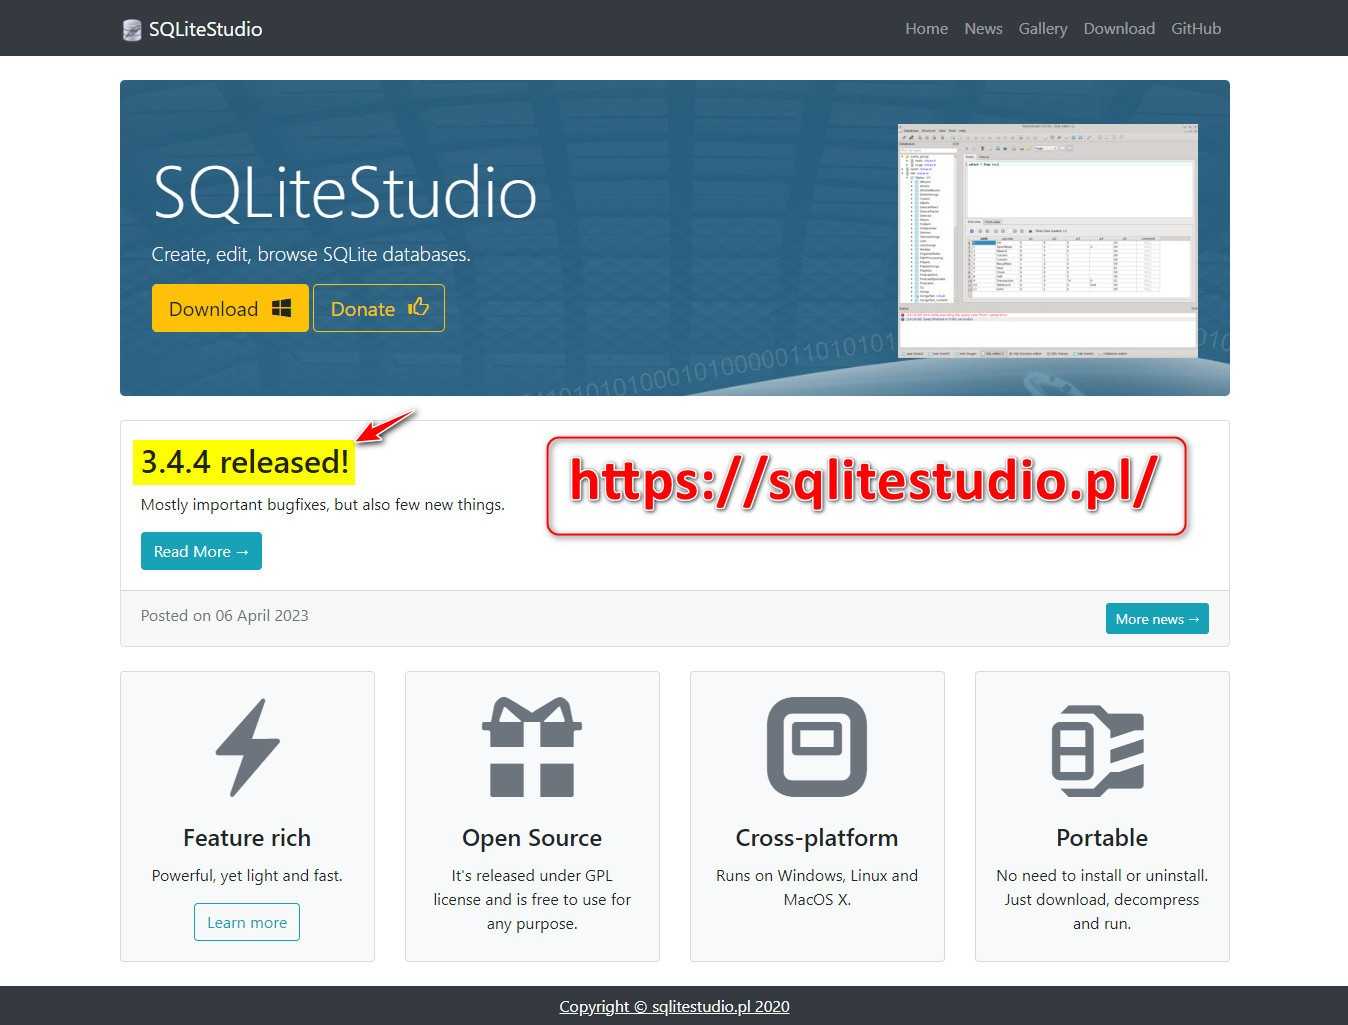 SQLiteStudio
Home News Gallery Download GitHub
SQLiteStudio
Create, edit, browse SQLite databases.
Download Donate
3.4.4 released!
https://sqlitestudio.pl/
Mostly important bugfixes, but also few new things.
Read More →
Posted on 06 April 2023
More news →
Feature rich
Powerful, yet light and fast.
Learn more
Open Source
It's released under GPL
license and is free to use for
any purpose.
Cross-platform
Runs on Windows, Linux and
MacOS X.
Portable
No need to install or uninstall.
Just download, decompress
and run.
Copyright © sqlitestudio.pl 2020